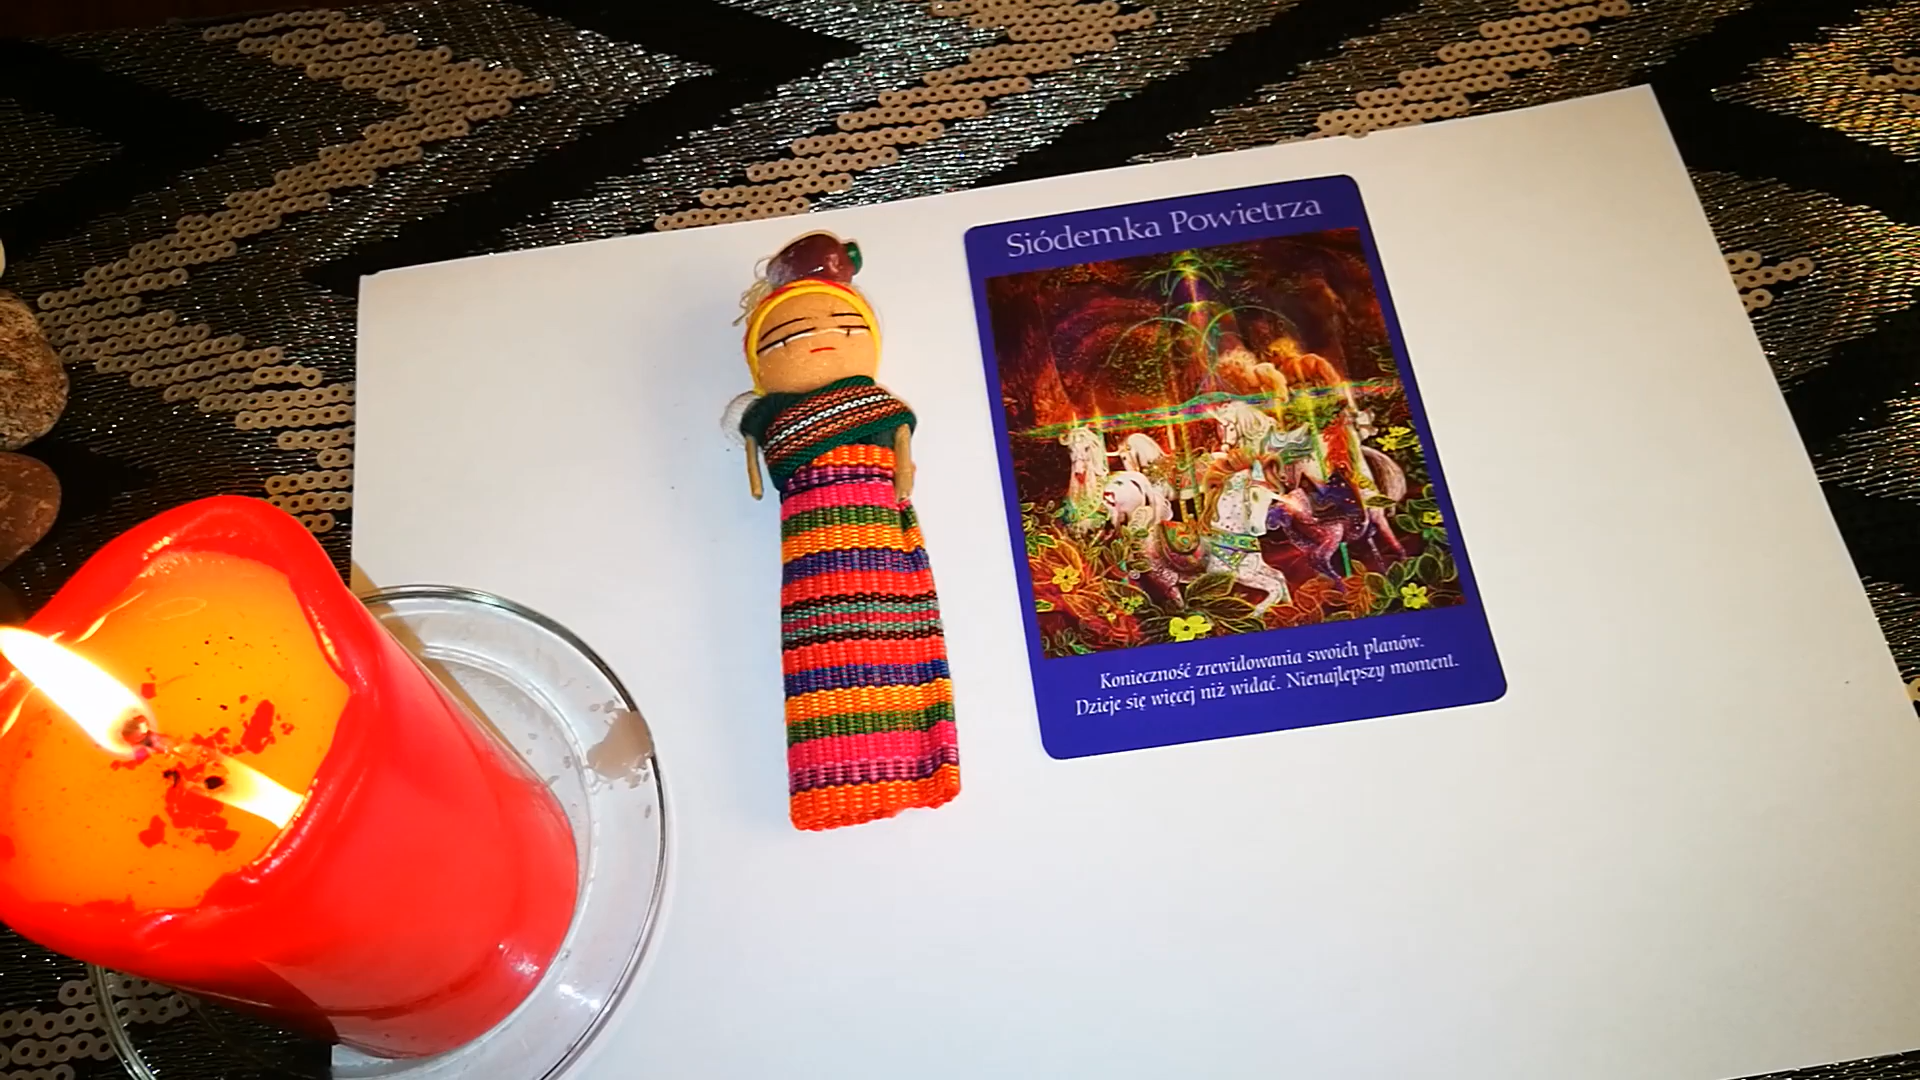 Siódemka Powietrza
Konieczność zrewidowania swoich planów.
Dzieje się więcej niż widać. Nienajlepszy moment.